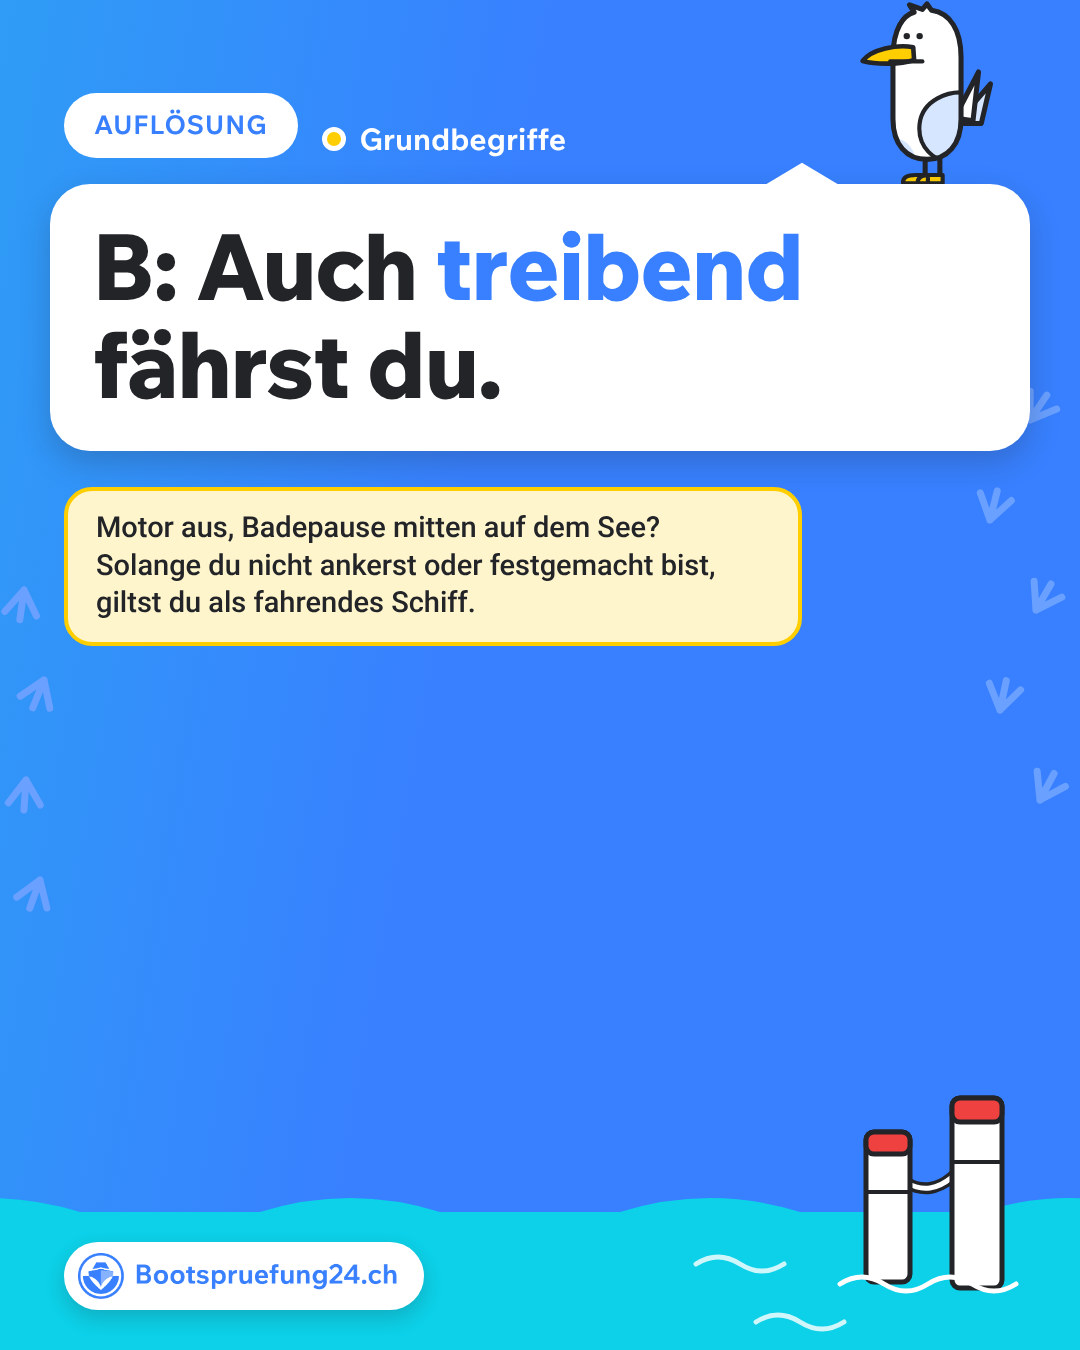 AUFLÖSUNG
Grundbegriffe
B: Auch treibend
fährst du.
Motor aus, Badepause mitten auf dem See?
Solange du nicht ankerst oder festgemacht bist,
giltst du als fahrendes Schiff.
Bootspruefung24.ch